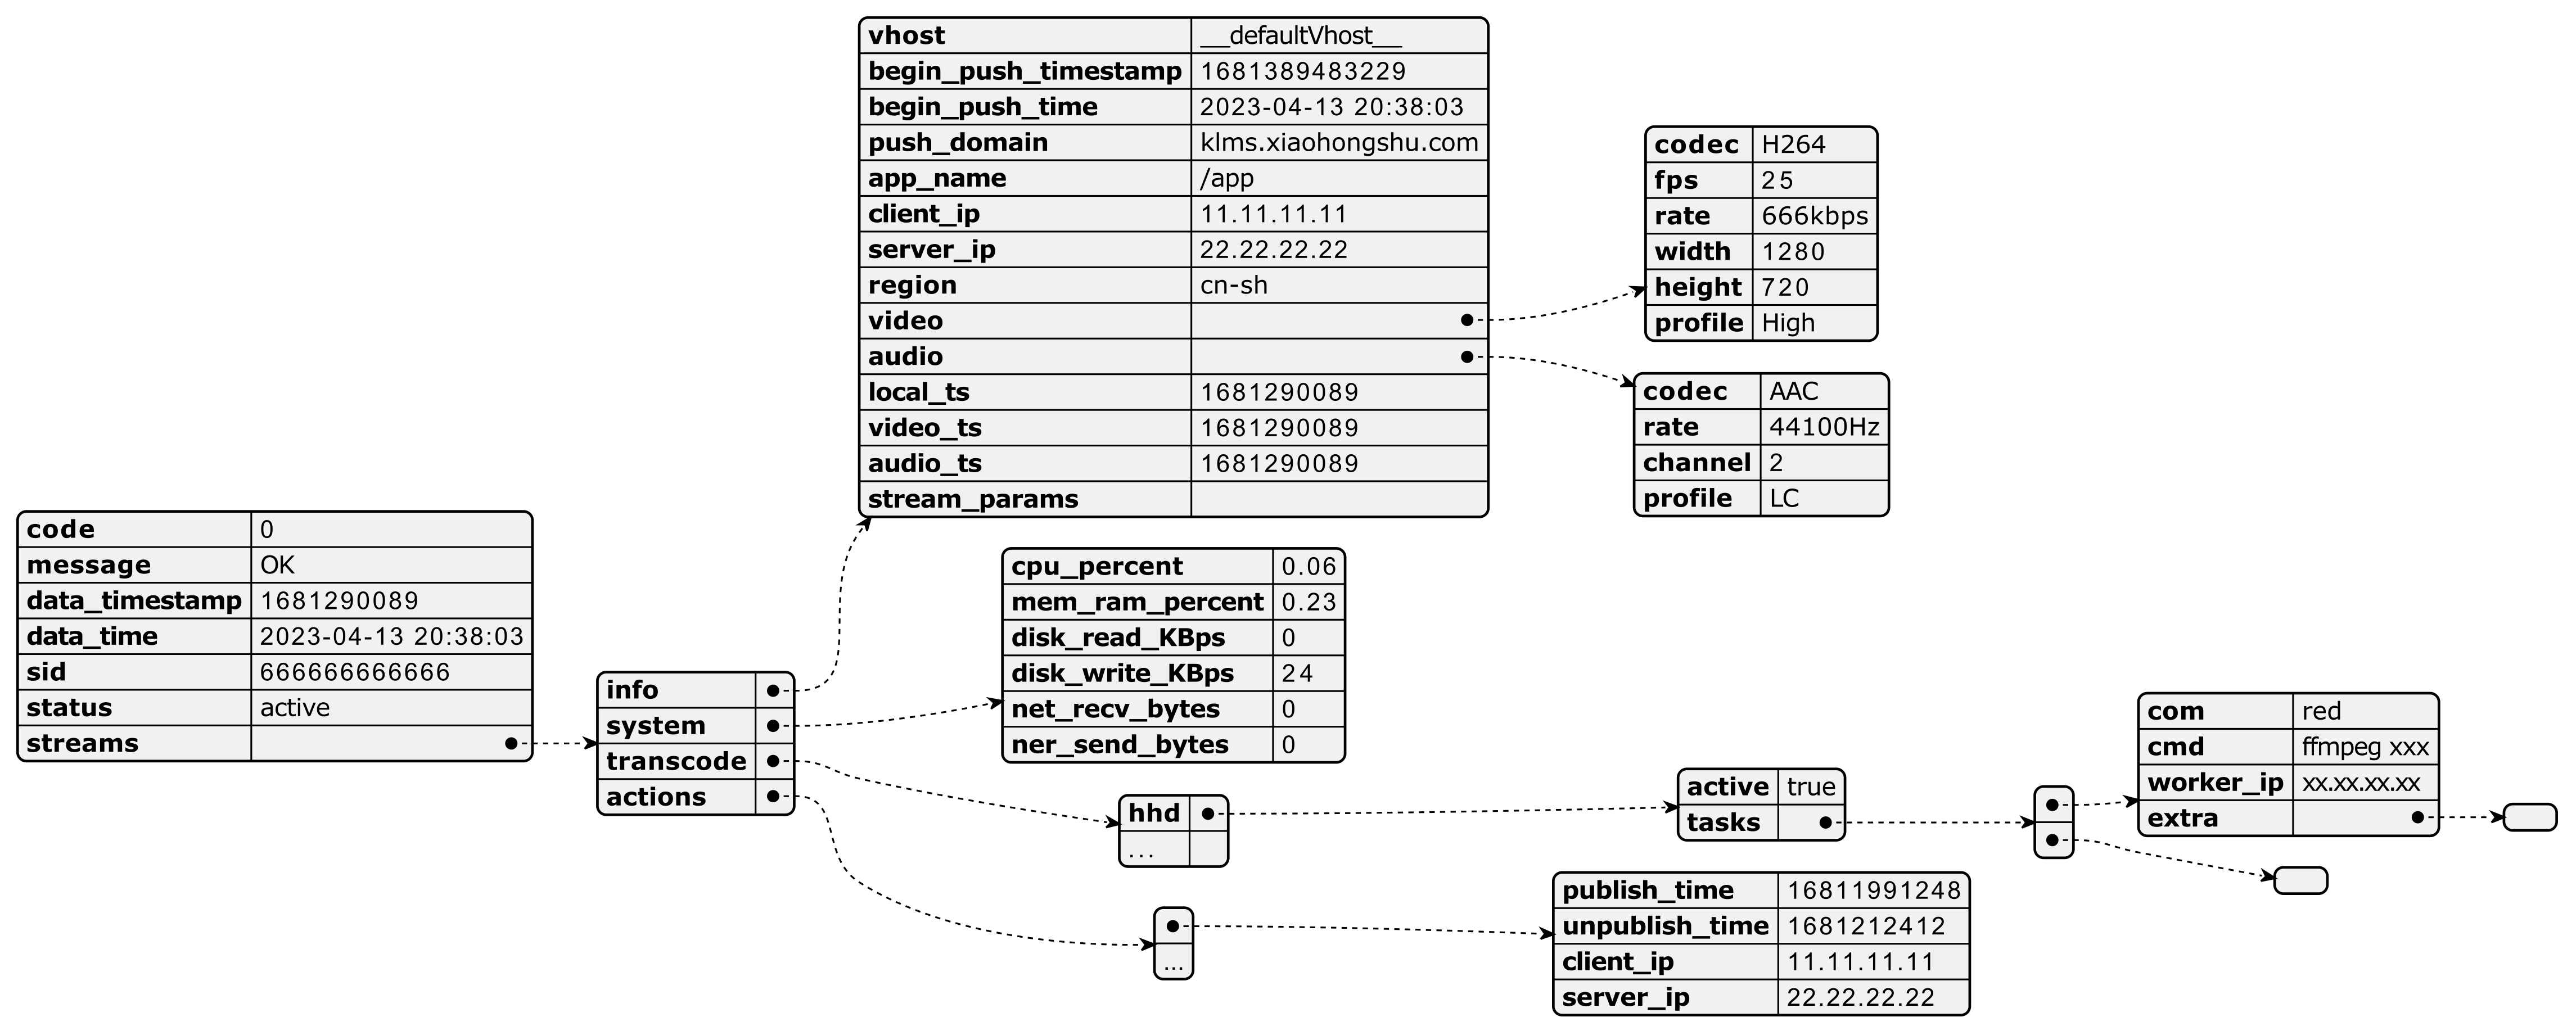 vhost __defaultVhost__
begin_push_timestamp 1681389483229
begin_push_time 2023-04-13 20:38:03
push_domain klms.xiaohongshu.com
app_name /app
client_ip 11.11.11.11
server_ip 22.22.22.22
region cn-sh
video
audio
local_ts 1681290089
video_ts 1681290089
audio_ts 1681290089
stream_params
codec H264
fps 25
rate 666kbps
width 1280
height 720
profile High
codec AAC
rate 44100Hz
channel 2
profile LC
code 0
message OK
data_timestamp 1681290089
data_time 2023-04-13 20:38:03
sid 666666666666
status active
streams
info
system
transcode
actions
cpu_percent 0.06
mem_ram_percent 0.23
disk_read_KBps 0
disk_write_KBps 24
net_recv_bytes 0
ner_send_bytes 0
hhd
...
active true
tasks
com red
cmd ffmpeg xxx
worker_ip xx.xx.xx.xx
extra
...
publish_time 16811991248
unpublish_time 1681212412
client_ip 11.11.11.11
server_ip 22.22.22.22